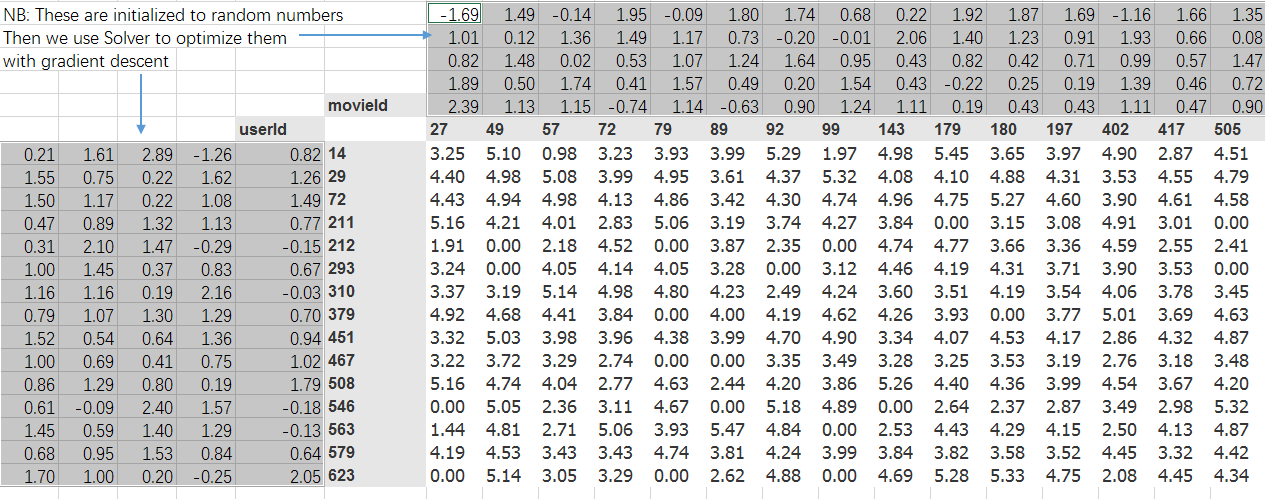 NB: These are initialized to random numbers -1.69 1.49 -0.14 1.95 -0.09 1.80 1.74 0.68 0.22 1.92 1.87 1.69 -1.16 1.66 1.35
Then we use Solver to optimize them 1.01 0.12 1.36 1.49 1.17 0.73 -0.20 -0.01 2.06 1.40 1.23 0.91 1.93 0.66 0.08
with gradient descent 0.82 1.48 0.02 0.53 1.07 1.24 1.64 0.95 0.43 0.82 0.42 0.71 0.99 0.57 1.47
1.89 0.50 1.74 0.41 1.57 0.49 0.20 1.54 0.43 -0.22 0.25 0.19 1.39 0.46 0.72
movieId 2.39 1.13 1.15 -0.74 1.14 -0.63 0.90 1.24 1.11 0.19 0.43 0.43 1.11 0.47 0.90
userId 27 49 57 72 79 89 92 99 143 179 180 197 402 417 505
0.21 1.61 2.89 -1.26 0.82 14 3.25 5.10 0.98 3.23 3.93 3.99 5.29 1.97 4.98 5.45 3.65 3.97 4.90 2.87 4.51
1.55 0.75 0.22 1.62 1.26 29 4.40 4.98 5.08 3.99 4.95 3.61 4.37 5.32 4.08 4.10 4.88 4.31 3.53 4.55 4.79
1.50 1.17 0.22 1.08 1.49 72 4.43 4.94 4.98 4.13 4.86 3.42 4.30 4.74 4.96 4.75 5.27 4.60 3.90 4.61 4.58
0.47 0.89 1.32 1.13 0.77 211 5.16 4.21 4.01 2.83 5.06 3.19 3.74 4.27 3.84 0.00 3.15 3.08 4.91 3.01 0.00
0.31 2.10 1.47 -0.29 -0.15 212 1.91 0.00 2.18 4.52 0.00 3.87 2.35 0.00 4.74 4.77 3.66 3.36 4.59 2.55 2.41
1.00 1.45 0.37 0.83 0.67 293 3.24 0.00 4.05 4.14 4.05 3.28 0.00 3.12 4.46 4.19 4.31 3.71 3.90 3.53 0.00
1.16 1.16 0.19 2.16 -0.03 310 3.37 3.19 5.14 4.98 4.80 4.23 2.49 4.24 3.60 3.51 4.19 3.54 4.06 3.78 3.45
0.79 1.07 1.30 1.29 0.70 379 4.92 4.68 4.41 3.84 0.00 4.00 4.19 4.62 4.26 3.93 0.00 3.77 5.01 3.69 4.63
1.52 0.54 0.64 1.36 0.94 451 3.32 5.03 3.98 3.96 4.38 3.99 4.70 4.90 3.34 4.07 4.53 4.17 2.86 4.32 4.87
1.00 0.69 0.41 0.75 1.02 467 3.22 3.72 3.29 2.74 0.00 0.00 3.35 3.49 3.28 3.25 3.53 3.19 2.76 3.18 3.48
0.86 1.29 0.80 0.19 1.79 508 5.16 4.74 4.04 2.77 4.63 2.44 4.20 3.86 5.26 4.40 4.36 3.99 4.54 3.67 4.20
0.61 -0.09 2.40 1.57 -0.18 546 0.00 5.05 2.36 3.11 4.67 0.00 5.18 4.89 0.00 2.64 2.37 2.87 3.49 2.98 5.32
1.45 0.59 1.40 1.29 -0.13 563 1.44 4.81 2.71 5.06 3.93 5.47 4.84 0.00 2.53 4.43 4.29 4.15 2.50 4.13 4.87
0.68 0.95 1.53 0.84 0.64 579 4.19 4.53 3.43 3.43 4.74 3.81 4.24 3.99 3.84 3.82 3.58 3.52 4.45 3.32 4.42
1.70 1.00 0.20 -0.25 2.05 623 0.00 5.14 3.05 3.29 0.00 2.62 4.88 0.00 4.69 5.28 5.33 4.75 2.08 4.45 4.34